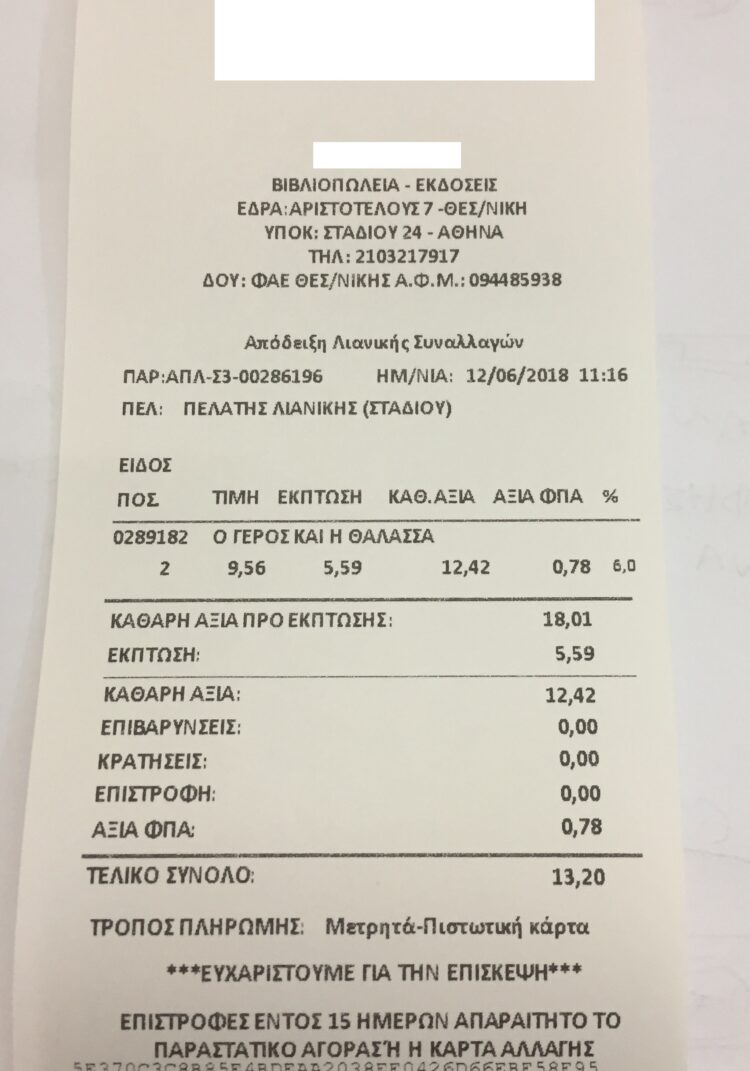 ΒΙΒΛΙΟΠΩΛΕΙΑ - ΕΚΔΟΣΕΙΣ
ΕΔΡΑ:ΑΡΙΣΤΟΤΕΛΟΥΣ 7 -ΘΕΣ/ΝΙΚΗ
ΥΠΟΚ: ΣΤΑΔΙΟΥ 24 - ΑΘΗΝΑ
ΤΗΛ: 2103217917
ΔΟΥ: ΦΑΕ ΘΕΣ/ΝΙΚΗΣ Α.Φ.Μ.: 094485938
Απόδειξη Λιανικής Συναλλαγών
ΠΑΡ:ΑΠΛ-Σ3-00286196 ΗΜ/ΝΙΑ: 12/06/2018 11:16
ΠΕΛ: ΠΕΛΑΤΗΣ ΛΙΑΝΙΚΗΣ (ΣΤΑΔΙΟΥ)
ΕΙΔΟΣ
ΠΟΣ. ΤΙΜΗ ΕΚΠΤΩΣΗ ΚΑΘ.ΑΞΙΑ ΑΞΙΑ ΦΠΑ %
0289182 Ο ΓΕΡΟΣ ΚΑΙ Η ΘΑΛΑΣΣΑ
2 9,56 5,59 12,42 0,78 6,0
ΚΑΘΑΡΗ ΑΞΙΑ ΠΡΟ ΕΚΠΤΩΣΗΣ: 18,01
ΕΚΠΤΩΣΗ: 5,59
ΚΑΘΑΡΗ ΑΞΙΑ: 12,42
ΕΠΙΒΑΡΥΝΣΕΙΣ: 0,00
ΚΡΑΤΗΣΕΙΣ: 0,00
ΕΠΙΣΤΡΟΦΗ: 0,00
ΑΞΙΑ ΦΠΑ: 0,78
ΤΕΛΙΚΟ ΣΥΝΟΛΟ: 13,20
ΤΡΟΠΟΣ ΠΛΗΡΩΜΗΣ: Μετρητά-Πιστωτική κάρτα
***ΕΥΧΑΡΙΣΤΟΥΜΕ ΓΙΑ ΤΗΝ ΕΠΙΣΚΕΨΗ***
ΕΠΙΣΤΡΟΦΕΣ ΕΝΤΟΣ 15 ΗΜΕΡΩΝ ΑΠΑΡΑΙΤΗΤΟ ΤΟ
ΠΑΡΑΣΤΑΤΙΚΟ ΑΓΟΡΑΣΉ Η ΚΑΡΤΑ ΑΛΛΑΓΗΣ